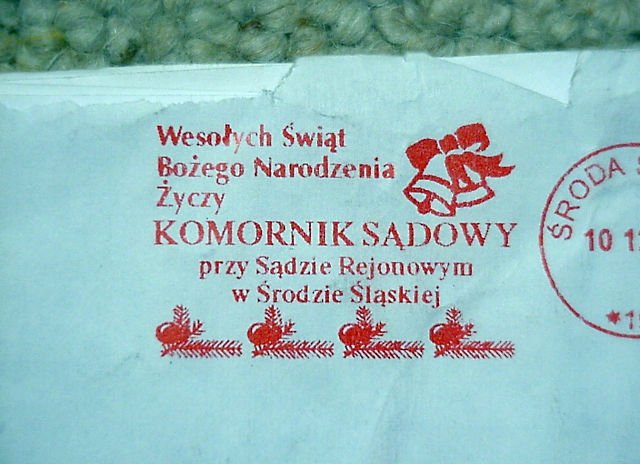 Wesołych Świąt
Bożego Narodzenia
Życzy
KOMORNIK SĄDOWY
przy Sądzie Rejonowym
w Środzie Śląskiej
ŚRODA
10
*